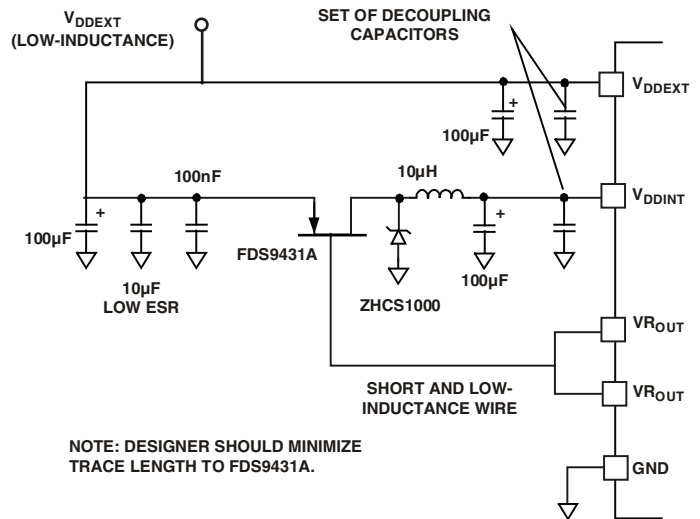 VDDEXT
(LOW-INDUCTANCE)
SET OF DECOUPLING
CAPACITORS
VDDEXT
+
100µF
100nF
10µH
VDDINT
+
100µF
FDS9431A
+
100µF
10µF
LOW ESR
ZHCS1000
VROUT
SHORT AND LOW-
INDUCTANCE WIRE
VROUT
NOTE: DESIGNER SHOULD MINIMIZE
TRACE LENGTH TO FDS9431A.
GND